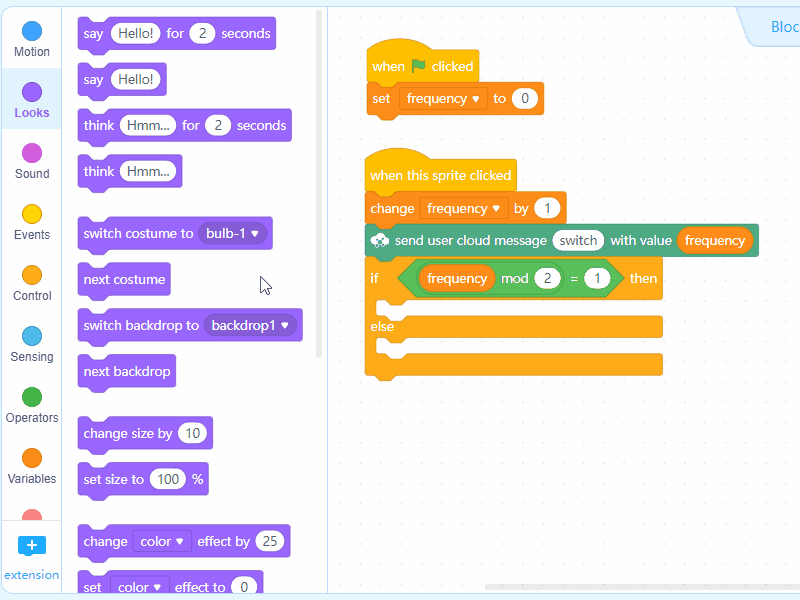 Motion
Looks
Sound
Events
Control
Sensing
Operators
Variables
extension
say Hello! for 2 seconds
say Hello!
think Hmm... for 2 seconds
think Hmm...
switch costume to bulb-1
next costume
switch backdrop to backdrop1
next backdrop
change size by 10
set size to 100 %
change color effect by 25
set color effect to 0
when clicked
set frequency to 0
when this sprite clicked
change frequency by 1
send user cloud message switch with value frequency
if frequency mod 2 = 1 then
else
Bloc